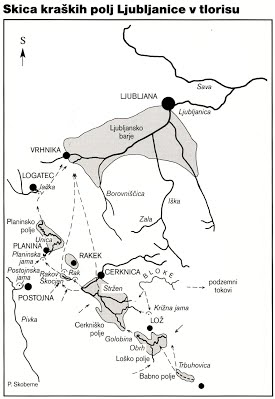 Skica kraških polj Ljubljanice v tlorisu
S
Sava
LJUBLJANA
Ljubljanica
Ljubljansko
barje
VRHNIKA
LOGATEC
Jaška
Borovniščica
Iška
Zala
Planinsko
polje
Unica
PLANINA
Planinska
jama
RAKEK
Rakov
Škocjan
Rak
CERKNICA
BLOKE
podzemni
tokovi
Postojnska
jama
POSTOJNA
Stržen
Križna jama
Pivka
Cerkniško
polje
LOŽ
Golobina
Obrh
Loško polje
Trbuhovica
Babno polje
P. Skoberne